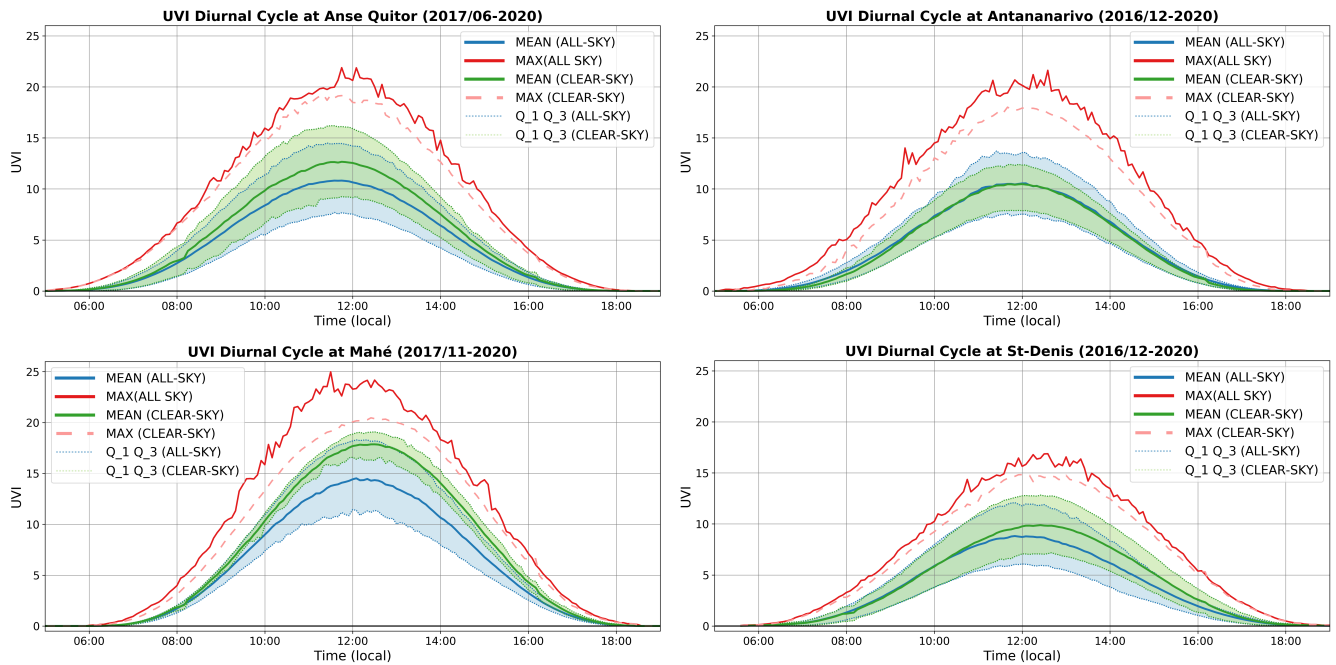 UVI Diurnal Cycle at Anse Quitor (2017/06-2020)
UVI
25
20
15
10
5
0
06:00 08:00 10:00 12:00 14:00 16:00 18:00
Time (local)
MEAN (ALL-SKY)
MAX(ALL SKY)
MEAN (CLEAR-SKY)
MAX (CLEAR-SKY)
Q_1 Q_3 (ALL-SKY)
Q_1 Q_3 (CLEAR-SKY)
UVI Diurnal Cycle at Antananarivo (2016/12-2020)
UVI
25
20
15
10
5
0
06:00 08:00 10:00 12:00 14:00 16:00 18:00
Time (local)
MEAN (ALL-SKY)
MAX(ALL SKY)
MEAN (CLEAR-SKY)
MAX (CLEAR-SKY)
Q_1 Q_3 (ALL-SKY)
Q_1 Q_3 (CLEAR-SKY)
UVI Diurnal Cycle at Mahé (2017/11-2020)
UVI
25
20
15
10
5
0
06:00 08:00 10:00 12:00 14:00 16:00 18:00
Time (local)
MEAN (ALL-SKY)
MAX(ALL SKY)
MEAN (CLEAR-SKY)
MAX (CLEAR-SKY)
Q_1 Q_3 (ALL-SKY)
Q_1 Q_3 (CLEAR-SKY)
UVI Diurnal Cycle at St-Denis (2016/12-2020)
UVI
25
20
15
10
5
0
06:00 08:00 10:00 12:00 14:00 16:00 18:00
Time (local)
MEAN (ALL-SKY)
MAX(ALL SKY)
MEAN (CLEAR-SKY)
MAX (CLEAR-SKY)
Q_1 Q_3 (ALL-SKY)
Q_1 Q_3 (CLEAR-SKY)